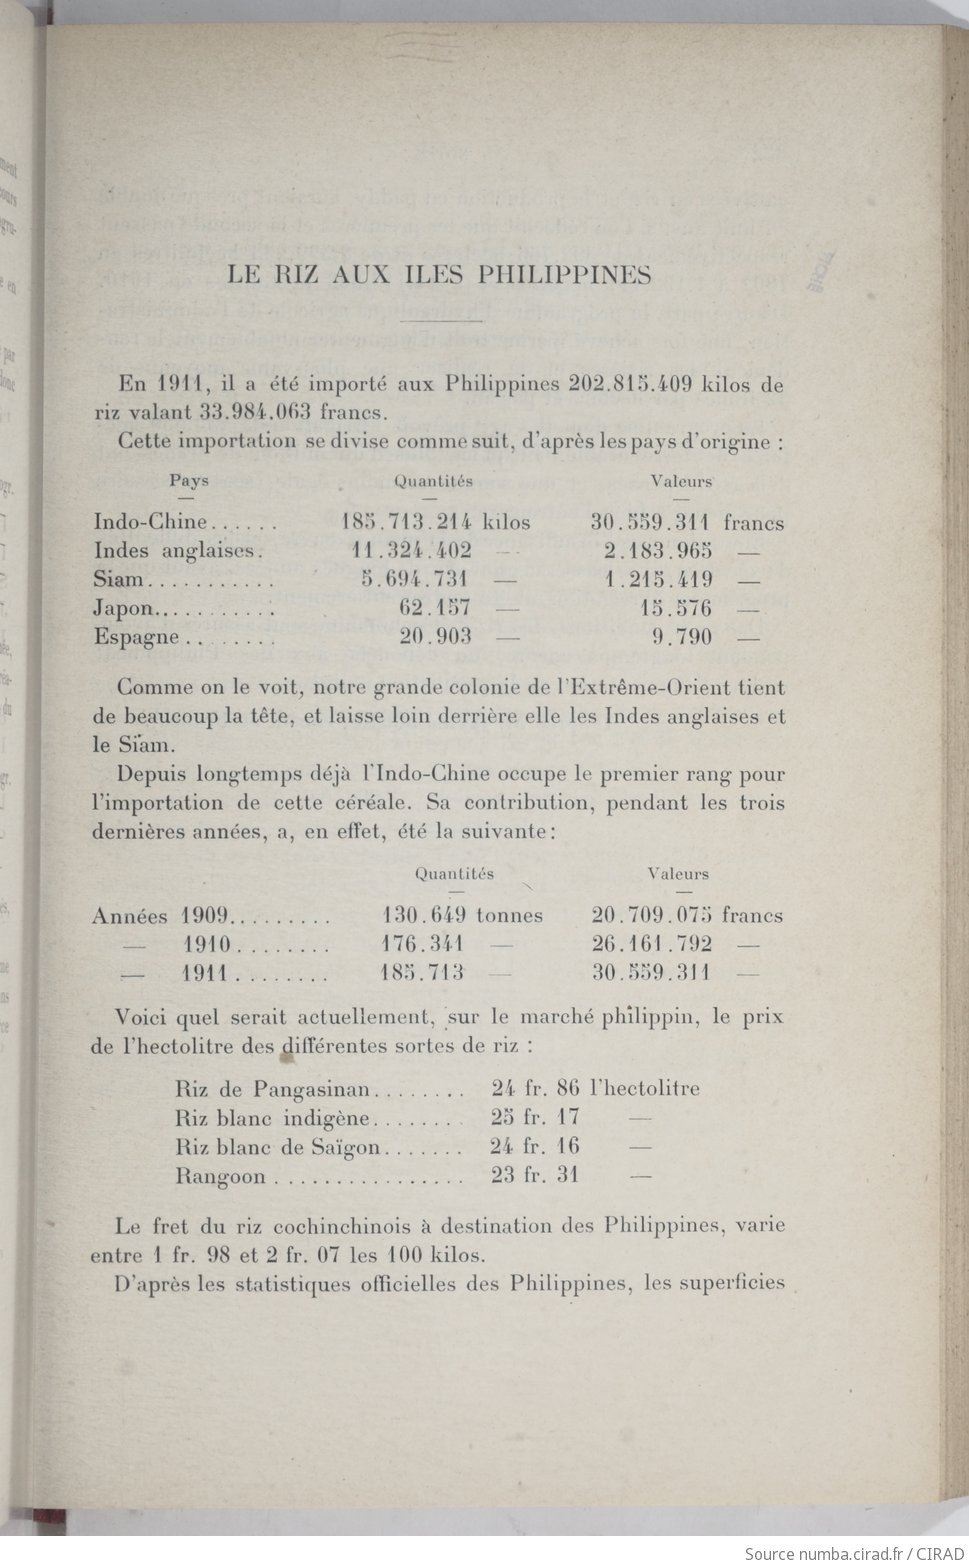 LE RIZ AUX ILES PHILIPPINES
En 1911, il a été importé aux Philippines 202.815.409 kilos de
riz valant 33.984.063 francs.
Cette importation se divise comme suit, d'après les pays d'origine :
Pays Quantités Valeurs
Indo-Chine...... 185.713.214 kilos 30.559.311 francs
Indes anglaises. 11.324.402 — 2.183.965 —
Siam........... 5.694.731 — 1.215.419 —
Japon........... 62.157 — 15.576 —
Espagne........ 20.903 — 9.790 —
Comme on le voit, notre grande colonie de l'Extrême-Orient tient
de beaucoup la tête, et laisse loin derrière elle les Indes anglaises et
le Siam.
Depuis longtemps déjà l'Indo-Chine occupe le premier rang pour
l'importation de cette céréale. Sa contribution, pendant les trois
dernières années, a, en effet, été la suivante :
Quantités Valeurs
Années 1909......... 130.649 tonnes 20.709.075 francs
— 1910........ 176.341 — 26.161.792 —
— 1911........ 185.713 — 30.559.311 —
Voici quel serait actuellement, sur le marché philippin, le prix
de l'hectolitre des différentes sortes de riz :
Riz de Pangasinan........ 24 fr. 86 l'hectolitre
Riz blanc indigène........ 25 fr. 17 —
Riz blanc de Saïgon....... 24 fr. 16 —
Rangoon................ 23 fr. 31 —
Le fret du riz cochinchinois à destination des Philippines, varie
entre 1 fr. 98 et 2 fr. 07 les 100 kilos.
D'après les statistiques officielles des Philippines, les superficies
Source numba.cirad.fr / CIRAD